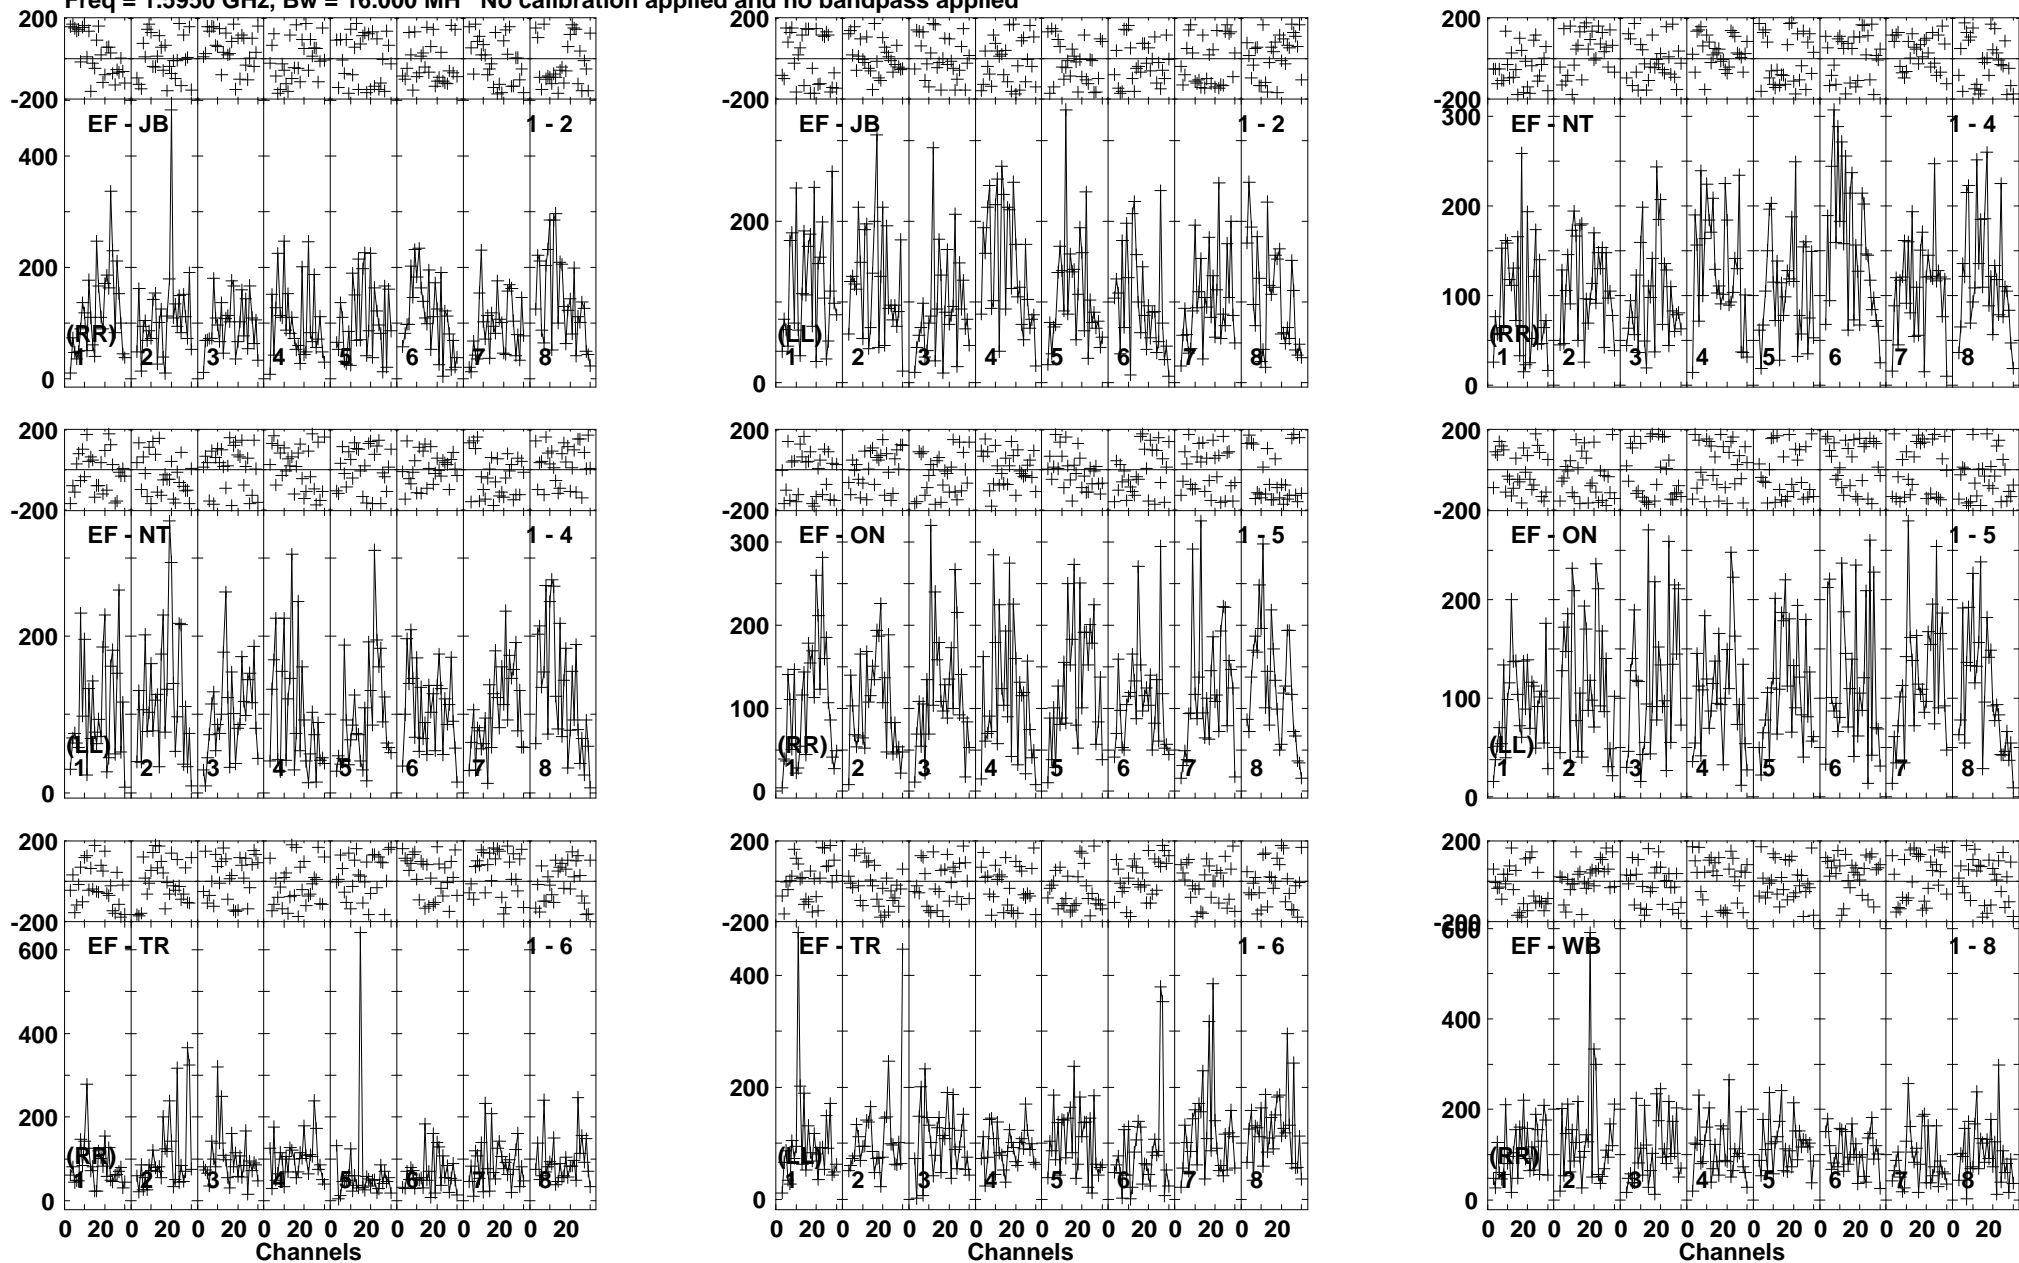 Freq = 1.5950 GHz, Bw = 16.000 MH No calibration applied and no bandpass applied
200 200 200
-200 -200 -200
EF - JB 1 - 2 EF - JB 1 - 2 300 EF - NT 1 - 4
400
200 200 200
100
(RR) (LL) (RR)
1 2 3 4 5 6 7 8 1 2 3 4 5 6 7 8 1 2 3 4 5 6 7 8
0 0 0
200 200 200
-200 -200 -200
EF - NT 1 - 4 EF - ON 1 - 5 EF - ON 1 - 5
300
200 200 200
100 100
(LL) (RR) (LL)
1 2 3 4 5 6 7 8 1 2 3 4 5 6 7 8 1 2 3 4 5 6 7 8
0 0 0
200 200 200
-200 -200 -200
600 EF - TR 1 - 6 EF - TR 1 - 6 600 EF - WB 1 - 8
400 400 400
200 200 200
(RR) (LL) (RR)
1 2 3 4 5 6 7 8 1 2 3 4 5 6 7 8 1 2 3 4 5 6 7 8
0 0 0
0 20 0 20 0 20 0 20 0 20 0 20 0 20 0 20 0 20 0 20 0 20 0 20 0 20 0 20 0 20 0 20 0 20 0 20 0 20 0 20 0 20 0 20 0 20 0 20
Channels Channels Channels